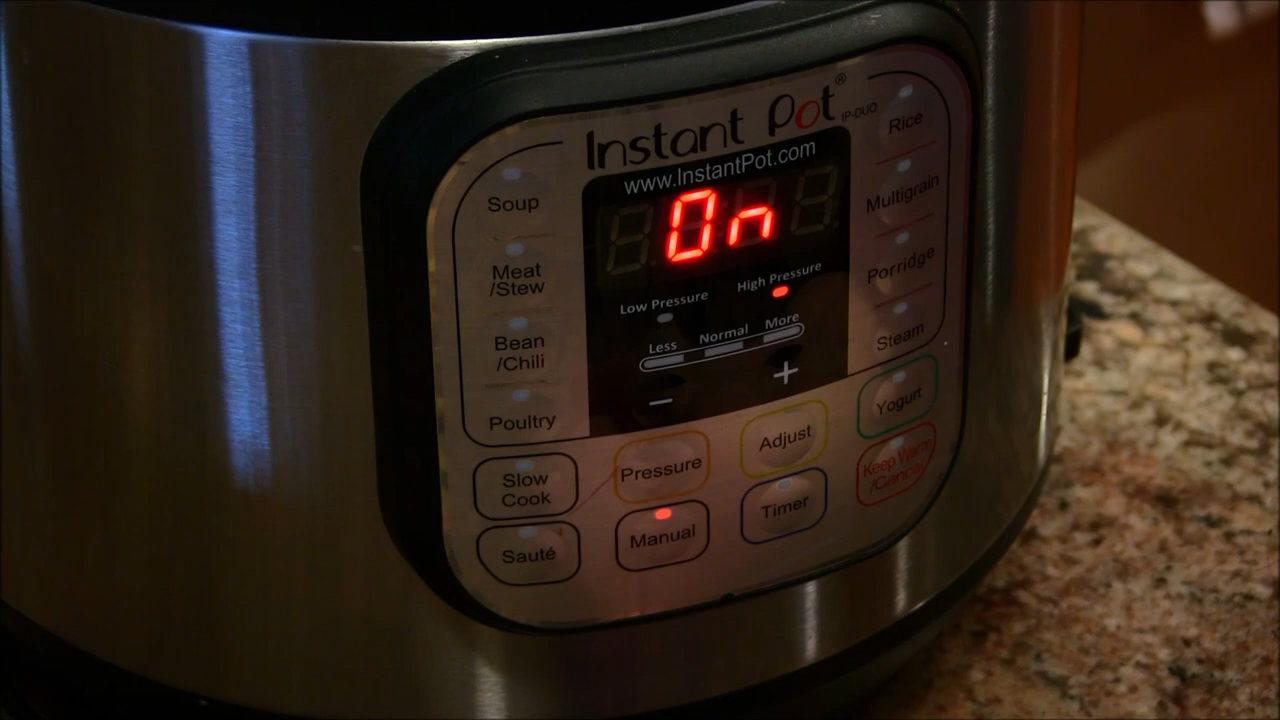 Instant Pot®
IP-DUO
www.InstantPot.com
On
Low Pressure
High Pressure
Less
Normal
More
−
+
Soup
Meat
/Stew
Bean
/Chili
Poultry
Slow
Cook
Sauté
Pressure
Manual
Adjust
Timer
Rice
Multigrain
Porridge
Steam
Yogurt
Keep Warm
/Cancel